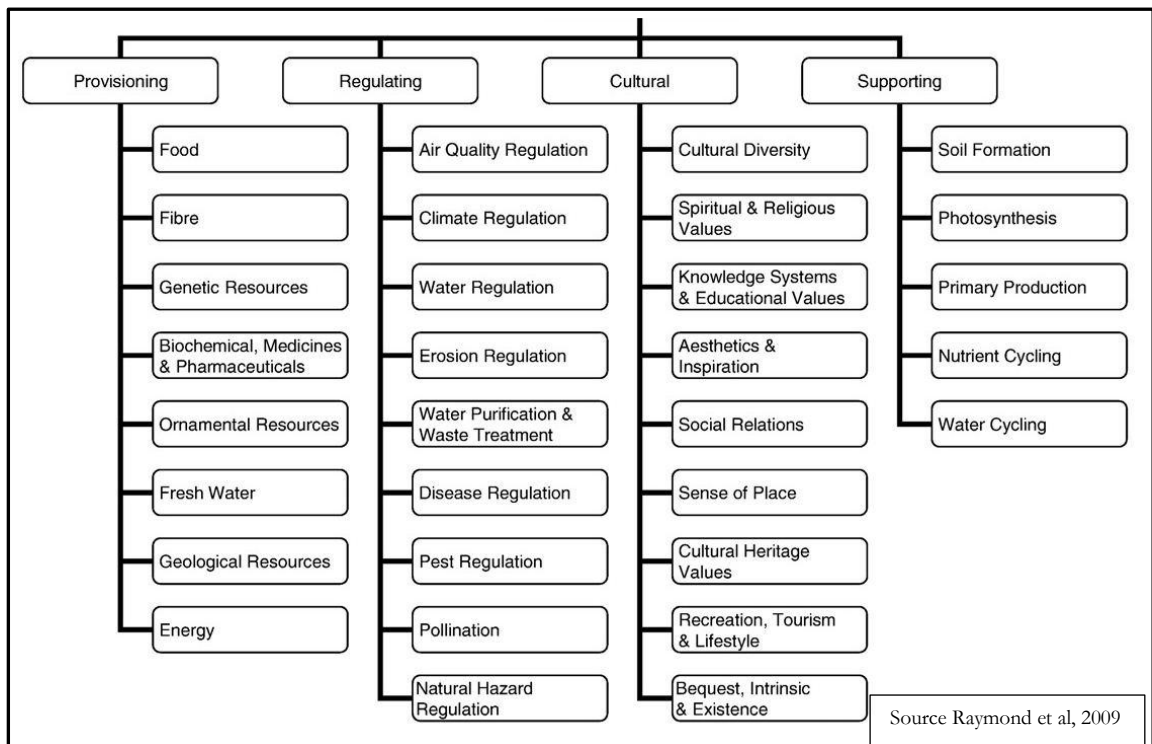 Provisioning
Regulating
Cultural
Supporting
Food
Fibre
Genetic Resources
Biochemical, Medicines
& Pharmaceuticals
Ornamental Resources
Fresh Water
Geological Resources
Energy
Air Quality Regulation
Climate Regulation
Water Regulation
Erosion Regulation
Water Purification &
Waste Treatment
Disease Regulation
Pest Regulation
Pollination
Natural Hazard
Regulation
Cultural Diversity
Spiritual & Religious
Values
Knowledge Systems
& Educational Values
Aesthetics &
Inspiration
Social Relations
Sense of Place
Cultural Heritage
Values
Recreation, Tourism
& Lifestyle
Bequest, Intrinsic
& Existence
Soil Formation
Photosynthesis
Primary Production
Nutrient Cycling
Water Cycling
Source Raymond et al, 2009